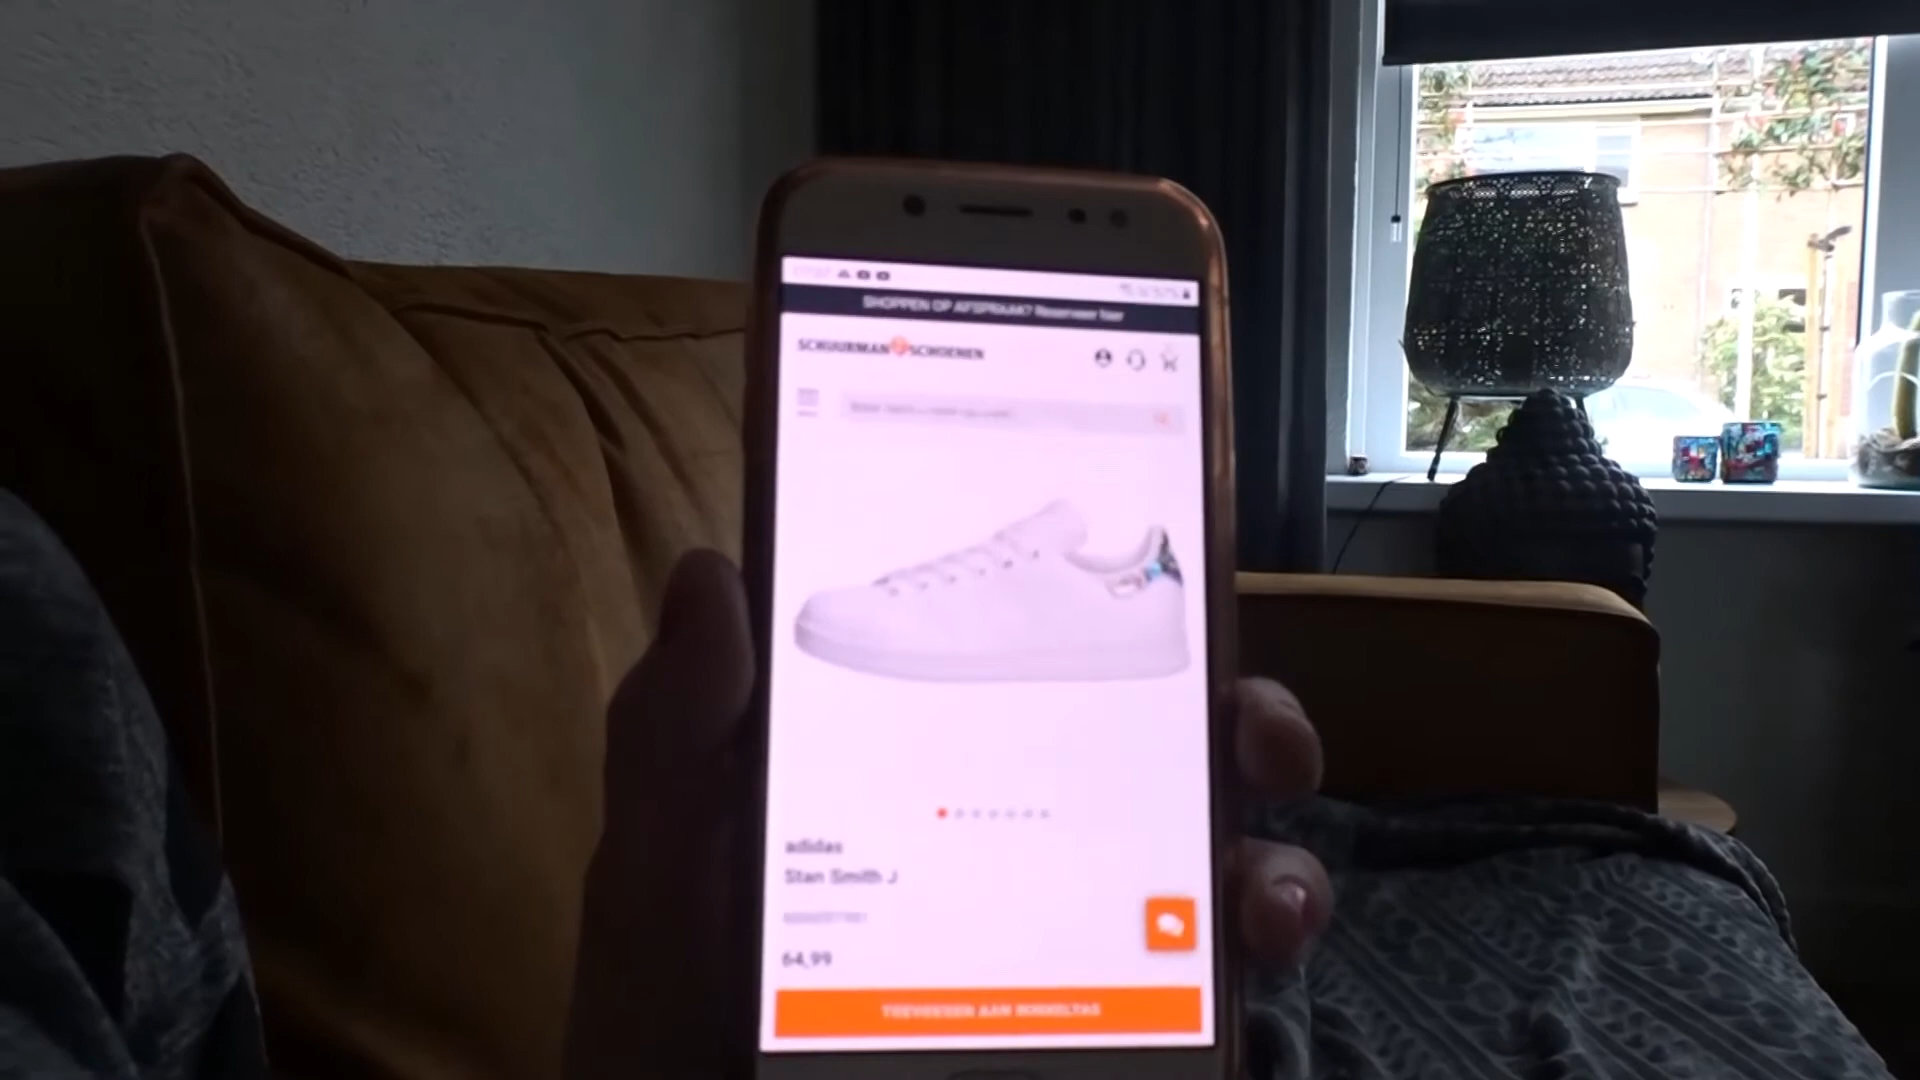 SHOPPEN OP AFSPRAAK? Reserveer hier
SCHUURMAN SCHOENEN
adidas
Stan Smith J
64,99
TOEVOEGEN AAN WINKELTAS